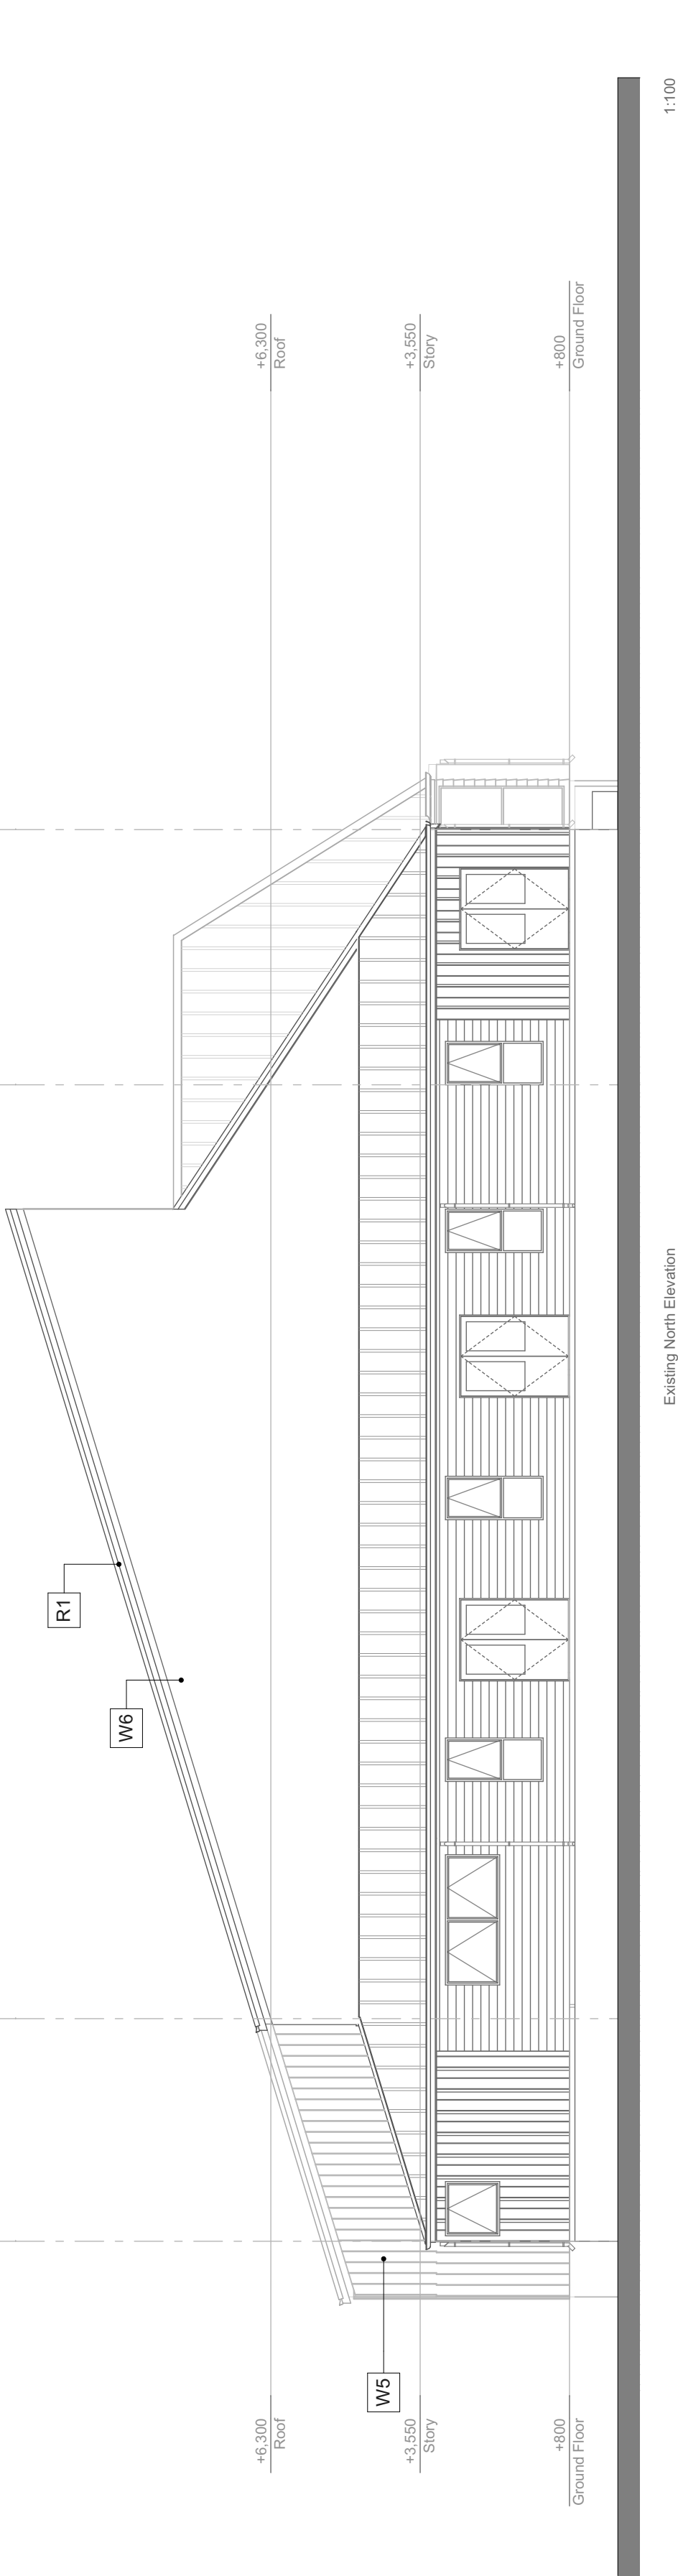 R1
W6
W5
+6,300
Roof
+6,300
Roof
+3,550
Story
+3,550
Story
+800
Ground Floor
+800
Ground Floor
Existing North Elevation
1:100